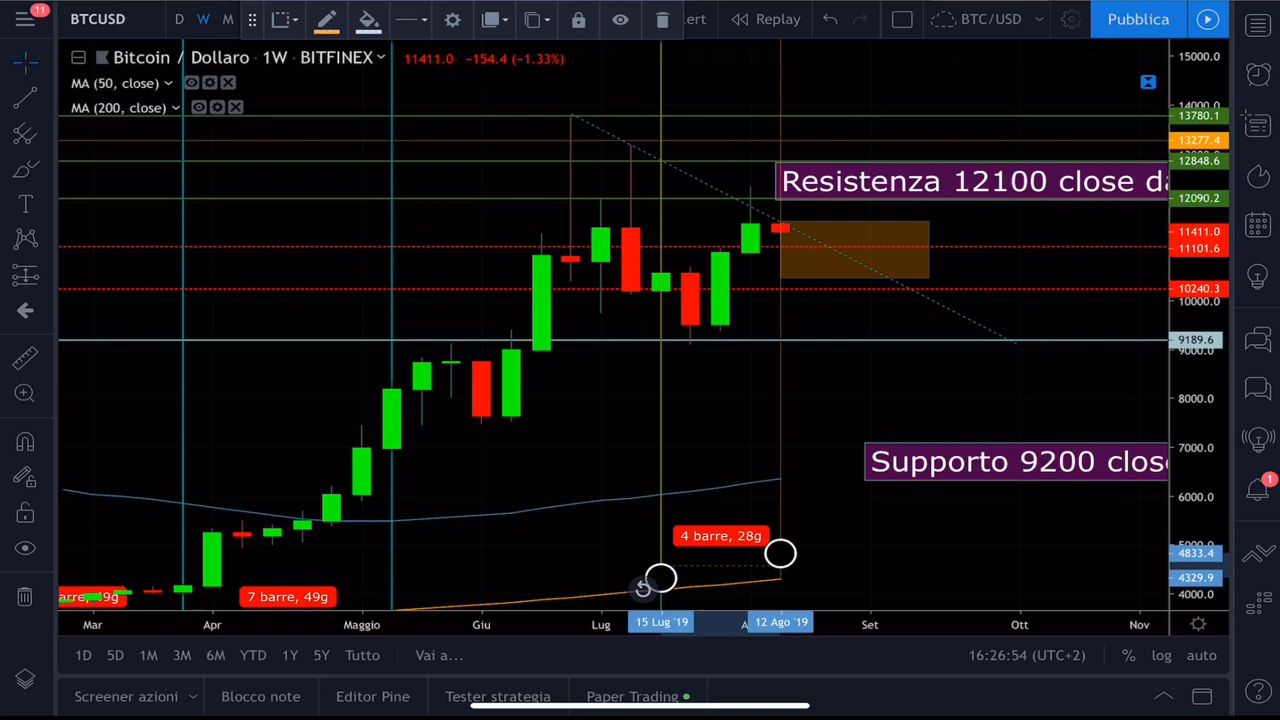 11
BTCUSD
D W M
ert
Replay
BTC/USD
Pubblica
Bitcoin / Dollaro · 1W · BITFINEX
11411.0 −154.4 (−1.33%)
MA (50, close)
MA (200, close)
15000.0
14000.0
13780.1
13277.4
12848.6
12090.2
11411.0
11101.6
10240.3
10000.0
9189.6
9000.0
8000.0
7000.0
6000.0
5000.0
4833.4
4329.9
4000.0
Resistenza 12100 close da
Supporto 9200 close
4 barre, 28g
7 barre, 49g
1
Mar Apr Maggio Giu Lug 15 Lug '19 12 Ago '19 Set Ott Nov
1D 5D 1M 3M 6M YTD 1Y 5Y Tutto Vai a...
16:26:54 (UTC+2) % log auto
Screener azioni Blocco note Editor Pine Tester strategia Paper Trading